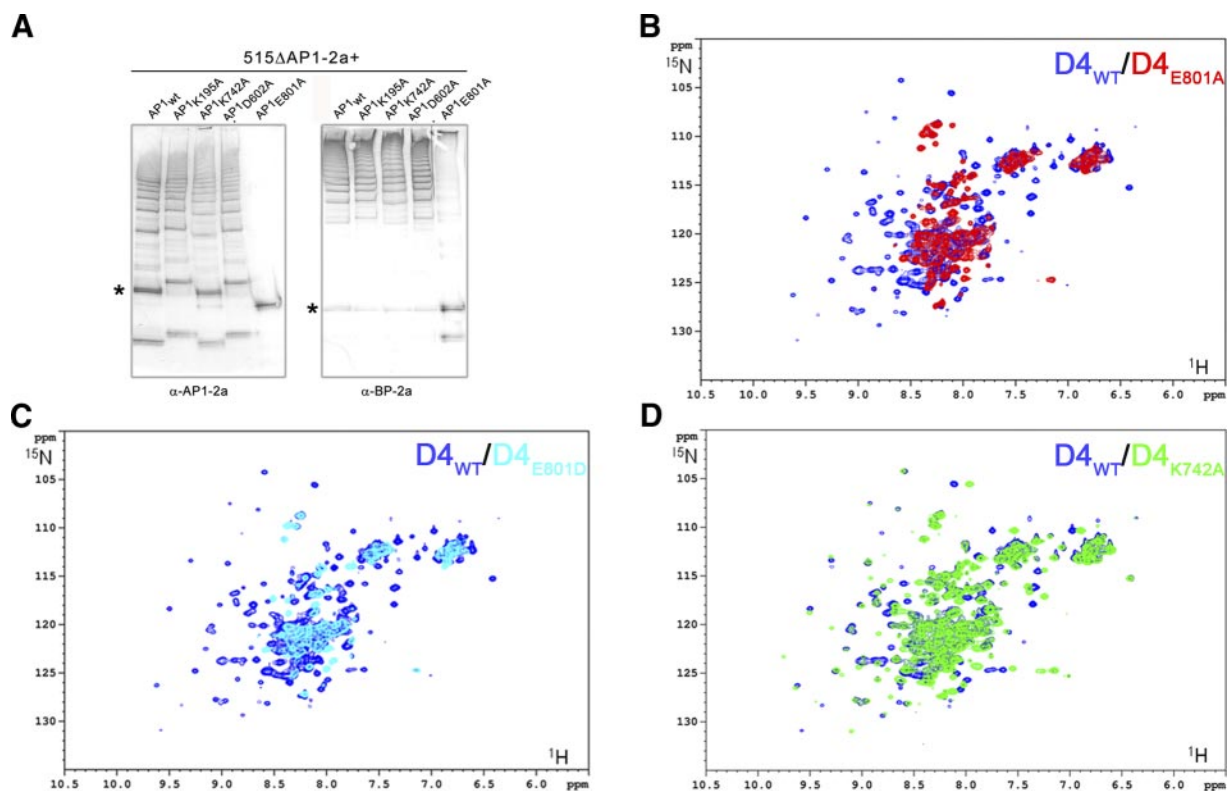 A
515ΔAP1-2a+
AP1wt AP1K195A AP1K742A AP1D602A AP1E801A
AP1wt AP1K195A AP1K742A AP1D602A AP1E801A
*
*
α-AP1-2a
α-BP-2a
B
ppm
15N
D4WT/D4E801A
110
115
120
125
130
1H
10.5 10.0 9.5 9.0 8.5 8.0 7.5 7.0 6.5 6.0 ppm
C
ppm
15N
D4WT/D4E801D
105
110
115
120
125
130
1H
10.5 10.0 9.5 9.0 8.5 8.0 7.5 7.0 6.5 6.0 ppm
D
ppm
15N
D4WT/D4K742A
105
110
115
120
125
130
1H
10.5 10.0 9.5 9.0 8.5 8.0 7.5 7.0 6.5 6.0 ppm